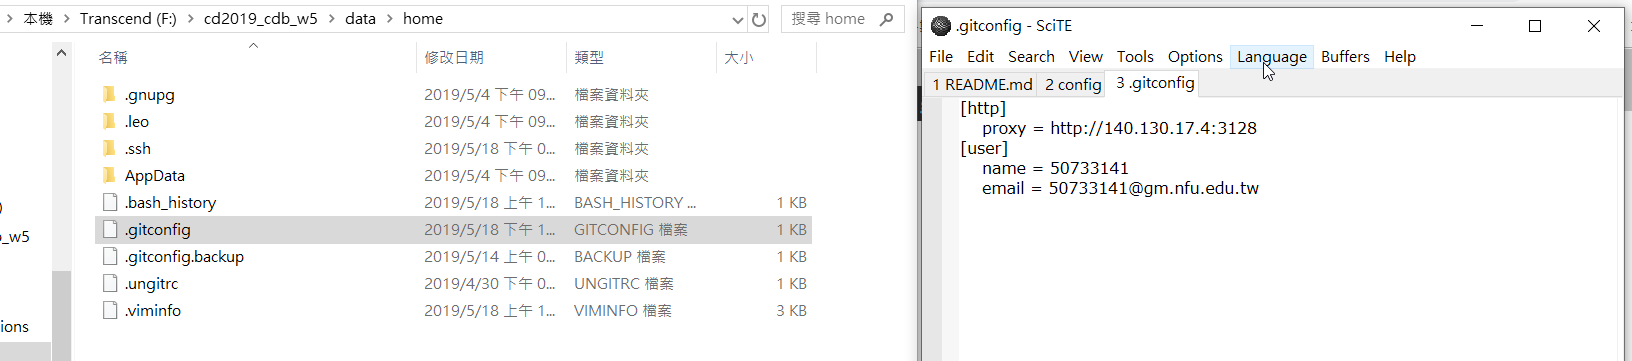 本機 > Transcend (F:) > cd2019_cdb_w5 > data > home
搜尋 home
名稱 修改日期 類型 大小
.gnupg 2019/5/4 下午 09... 檔案資料夾
.leo 2019/5/4 下午 09... 檔案資料夾
.ssh 2019/5/18 下午 0... 檔案資料夾
AppData 2019/5/4 下午 09... 檔案資料夾
.bash_history 2019/5/18 上午 1... BASH_HISTORY ... 1 KB
.gitconfig 2019/5/18 下午 1... GITCONFIG 檔案 1 KB
.gitconfig.backup 2019/5/14 上午 0... BACKUP 檔案 1 KB
.ungitrc 2019/4/30 下午 0... UNGITRC 檔案 1 KB
.viminfo 2019/5/18 上午 1... VIMINFO 檔案 3 KB
_w5
ions
.gitconfig - SciTE
File Edit Search View Tools Options Language Buffers Help
1 README.md 2 config 3 .gitconfig
[http]
proxy = http://140.130.17.4:3128
[user]
name = 50733141
email = 50733141@gm.nfu.edu.tw